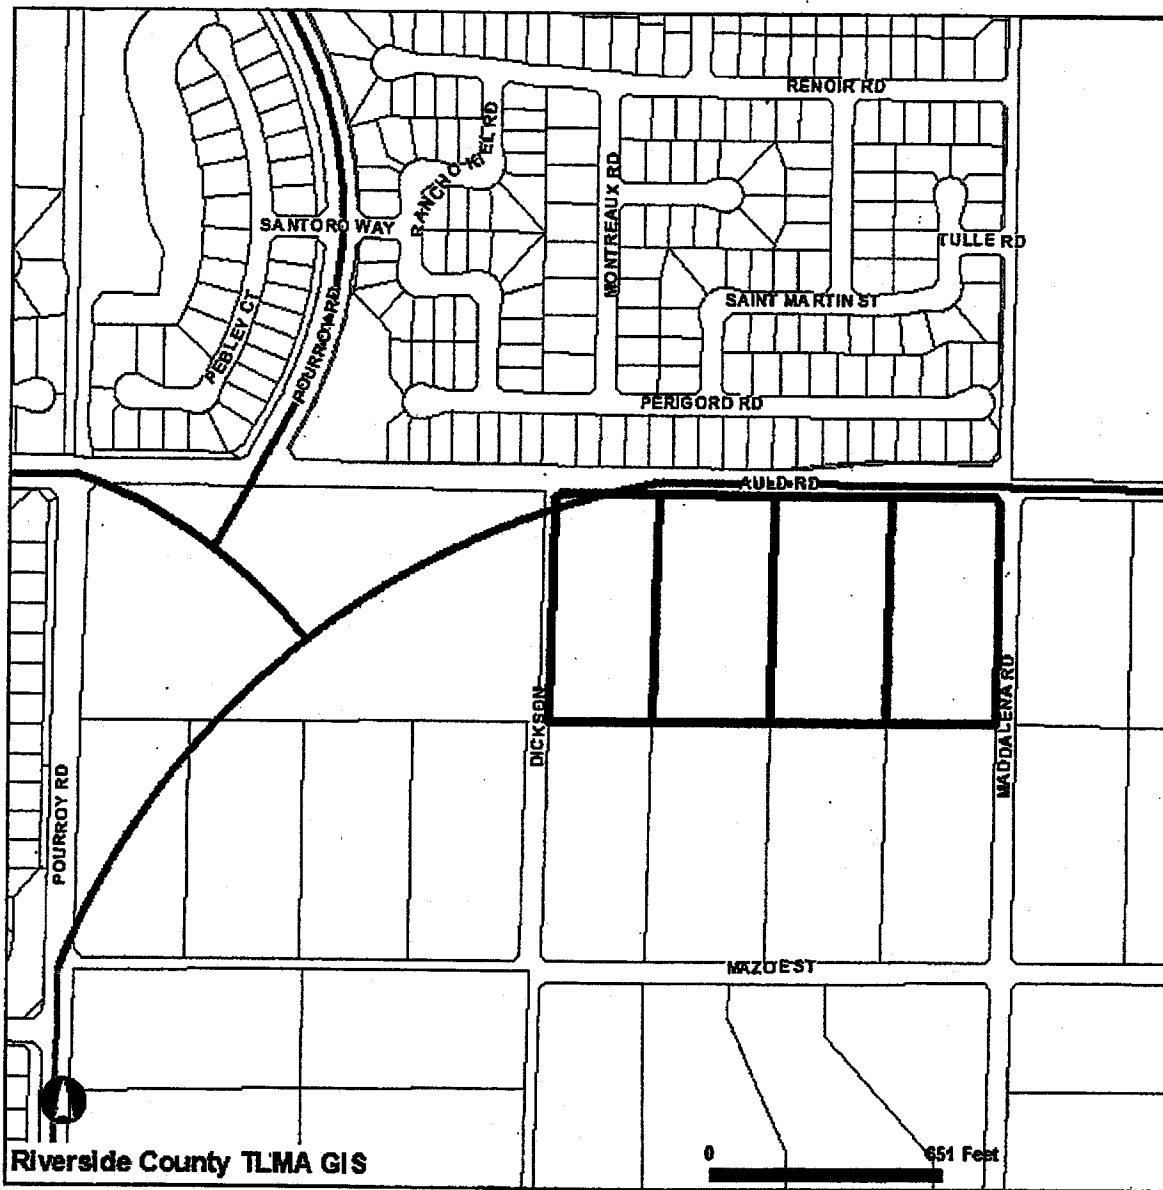 RENOIR RD
MONTREAUX RD
SANTORO WAY
TULLE RD
SAINT MARTIN ST
PEBLEY CT
POURROY RD
PERIGORD RD
AULD RD
DICKSON
MADDALENA RD
POURROY RD
MAZOE ST
Riverside County TLMA GIS
0
651 Feet